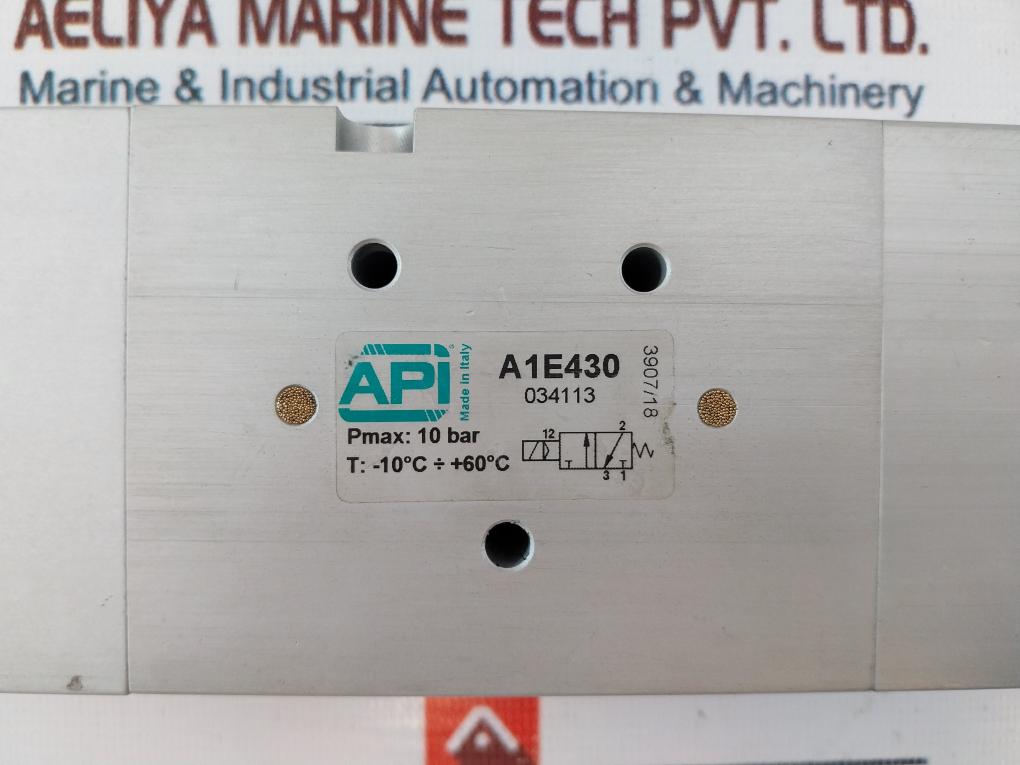 AELIYA MARINE TECH PVT. LTD.
Marine & Industrial Automation & Machinery
API
®
Made in Italy
A1E430
034113
3907/18
Pmax: 10 bar
T: -10°C ÷ +60°C
12
2
3 1